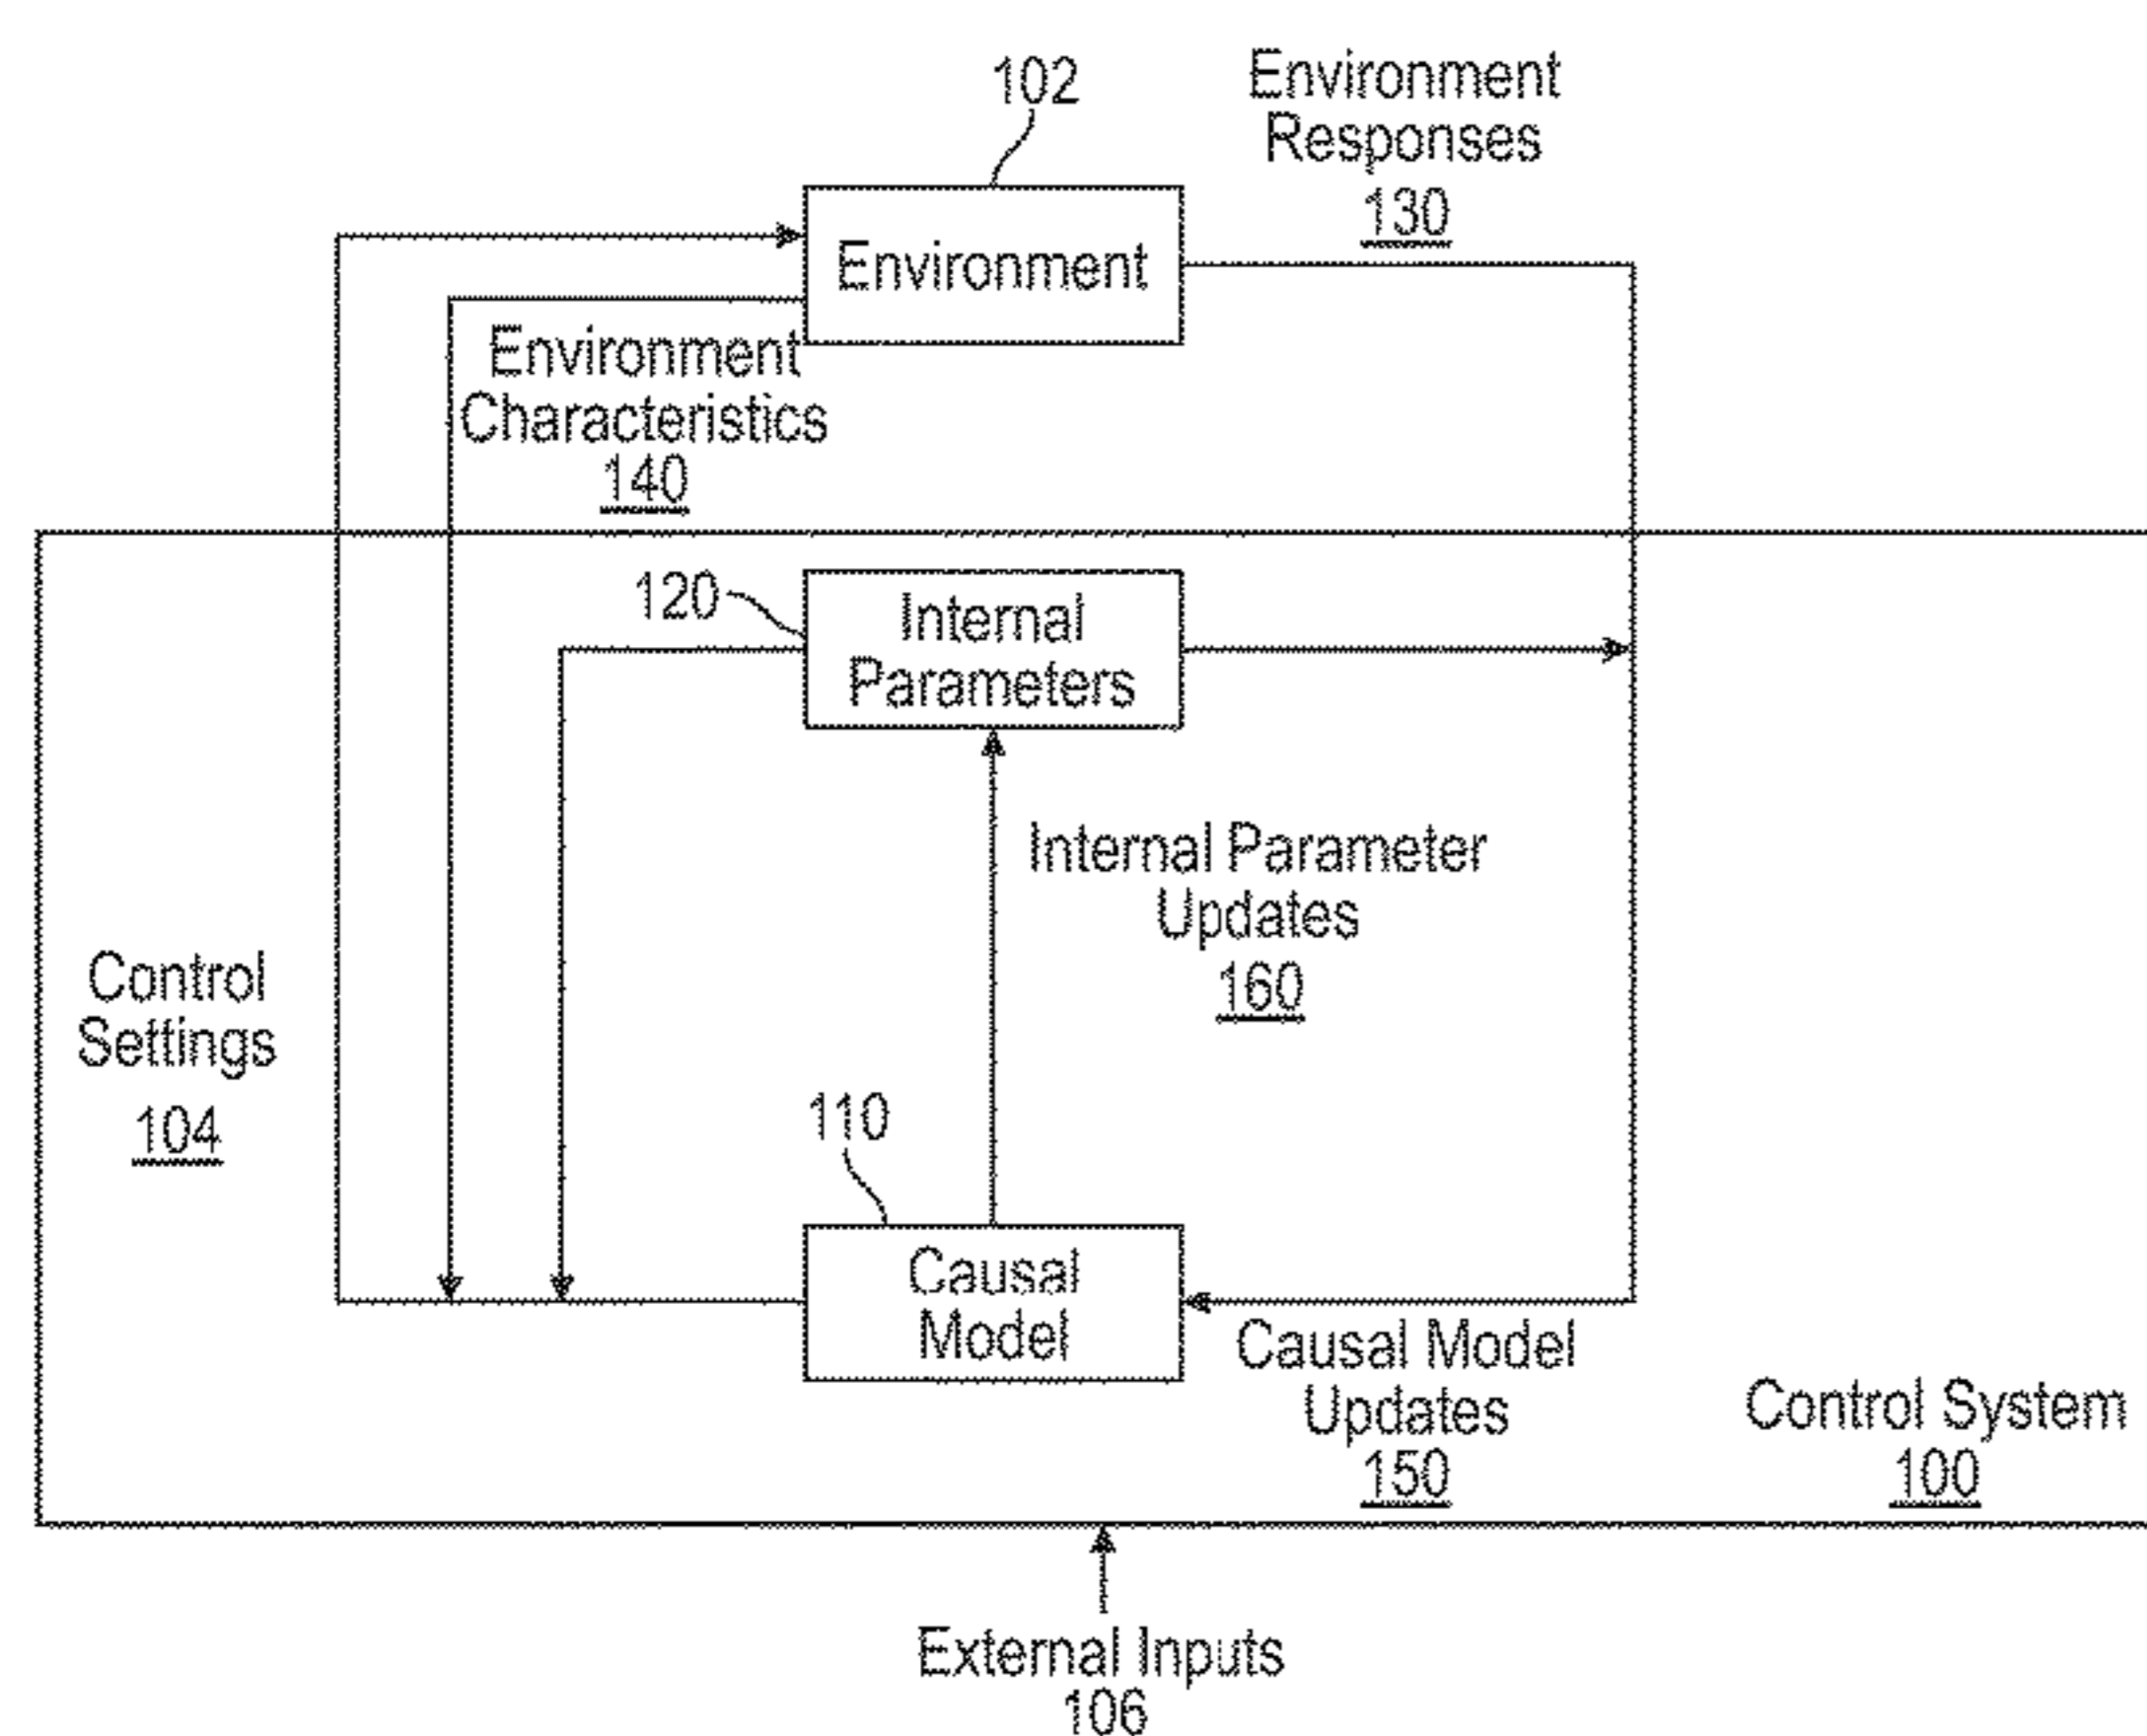 102
Environment
Responses
130
Environment
Environment
Characteristics
140
120
Internal
Parameters
Internal Parameter
Updates
160
Control
Settings
104
110
Causal
Model
Causal Model
Updates
150
Control System
100
External Inputs
106